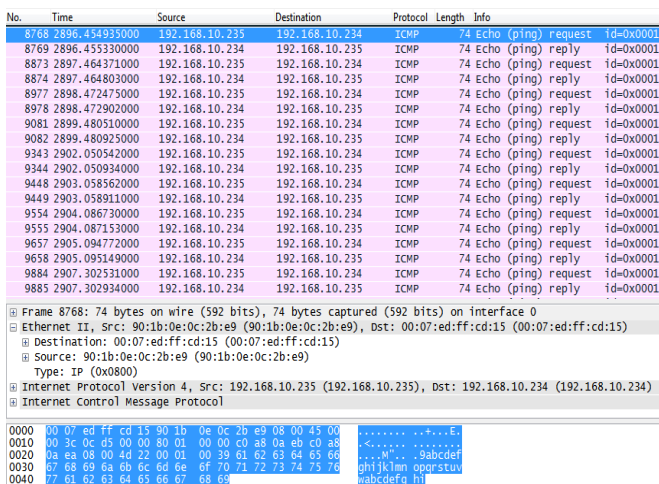 No. Time Source Destination Protocol Length Info
8768 2896.454935000 192.168.10.235 192.168.10.234 ICMP 74 Echo (ping) request id=0x0001
8769 2896.455330000 192.168.10.234 192.168.10.235 ICMP 74 Echo (ping) reply id=0x0001
8873 2897.464371000 192.168.10.235 192.168.10.234 ICMP 74 Echo (ping) request id=0x0001
8874 2897.464803000 192.168.10.234 192.168.10.235 ICMP 74 Echo (ping) reply id=0x0001
8977 2898.472475000 192.168.10.235 192.168.10.234 ICMP 74 Echo (ping) request id=0x0001
8978 2898.472902000 192.168.10.234 192.168.10.235 ICMP 74 Echo (ping) reply id=0x0001
9081 2899.480510000 192.168.10.235 192.168.10.234 ICMP 74 Echo (ping) request id=0x0001
9082 2899.480925000 192.168.10.234 192.168.10.235 ICMP 74 Echo (ping) reply id=0x0001
9343 2902.050542000 192.168.10.235 192.168.10.234 ICMP 74 Echo (ping) request id=0x0001
9344 2902.050934000 192.168.10.234 192.168.10.235 ICMP 74 Echo (ping) reply id=0x0001
9448 2903.058562000 192.168.10.235 192.168.10.234 ICMP 74 Echo (ping) request id=0x0001
9449 2903.058911000 192.168.10.234 192.168.10.235 ICMP 74 Echo (ping) reply id=0x0001
9554 2904.086730000 192.168.10.235 192.168.10.234 ICMP 74 Echo (ping) request id=0x0001
9555 2904.087153000 192.168.10.234 192.168.10.235 ICMP 74 Echo (ping) reply id=0x0001
9657 2905.094772000 192.168.10.235 192.168.10.234 ICMP 74 Echo (ping) request id=0x0001
9658 2905.095149000 192.168.10.234 192.168.10.235 ICMP 74 Echo (ping) reply id=0x0001
9884 2907.302531000 192.168.10.235 192.168.10.234 ICMP 74 Echo (ping) request id=0x0001
9885 2907.302934000 192.168.10.234 192.168.10.235 ICMP 74 Echo (ping) reply id=0x0001
Frame 8768: 74 bytes on wire (592 bits), 74 bytes captured (592 bits) on interface 0
Ethernet II, Src: 90:1b:0e:0c:2b:e9 (90:1b:0e:0c:2b:e9), Dst: 00:07:ed:ff:cd:15 (00:07:ed:ff:cd:15)
Destination: 00:07:ed:ff:cd:15 (00:07:ed:ff:cd:15)
Source: 90:1b:0e:0c:2b:e9 (90:1b:0e:0c:2b:e9)
Type: IP (0x0800)
Internet Protocol Version 4, Src: 192.168.10.235 (192.168.10.235), Dst: 192.168.10.234 (192.168.10.234)
Internet Control Message Protocol
0000 00 07 ed ff cd 15 90 1b 0e 0c 2b e9 08 00 45 00 ........ ..+...E.
0010 00 3c 0c d5 00 00 80 01 00 00 c0 a8 0a eb c0 a8 .<...... ........
0020 0a ea 08 00 4d 22 00 01 00 39 61 62 63 64 65 66 ....M".. .9abcdef
0030 67 68 69 6a 6b 6c 6d 6e 6f 70 71 72 73 74 75 76 ghijklmn opqrstuv
0040 77 61 62 63 64 65 66 67 68 69 wabcdefg hi